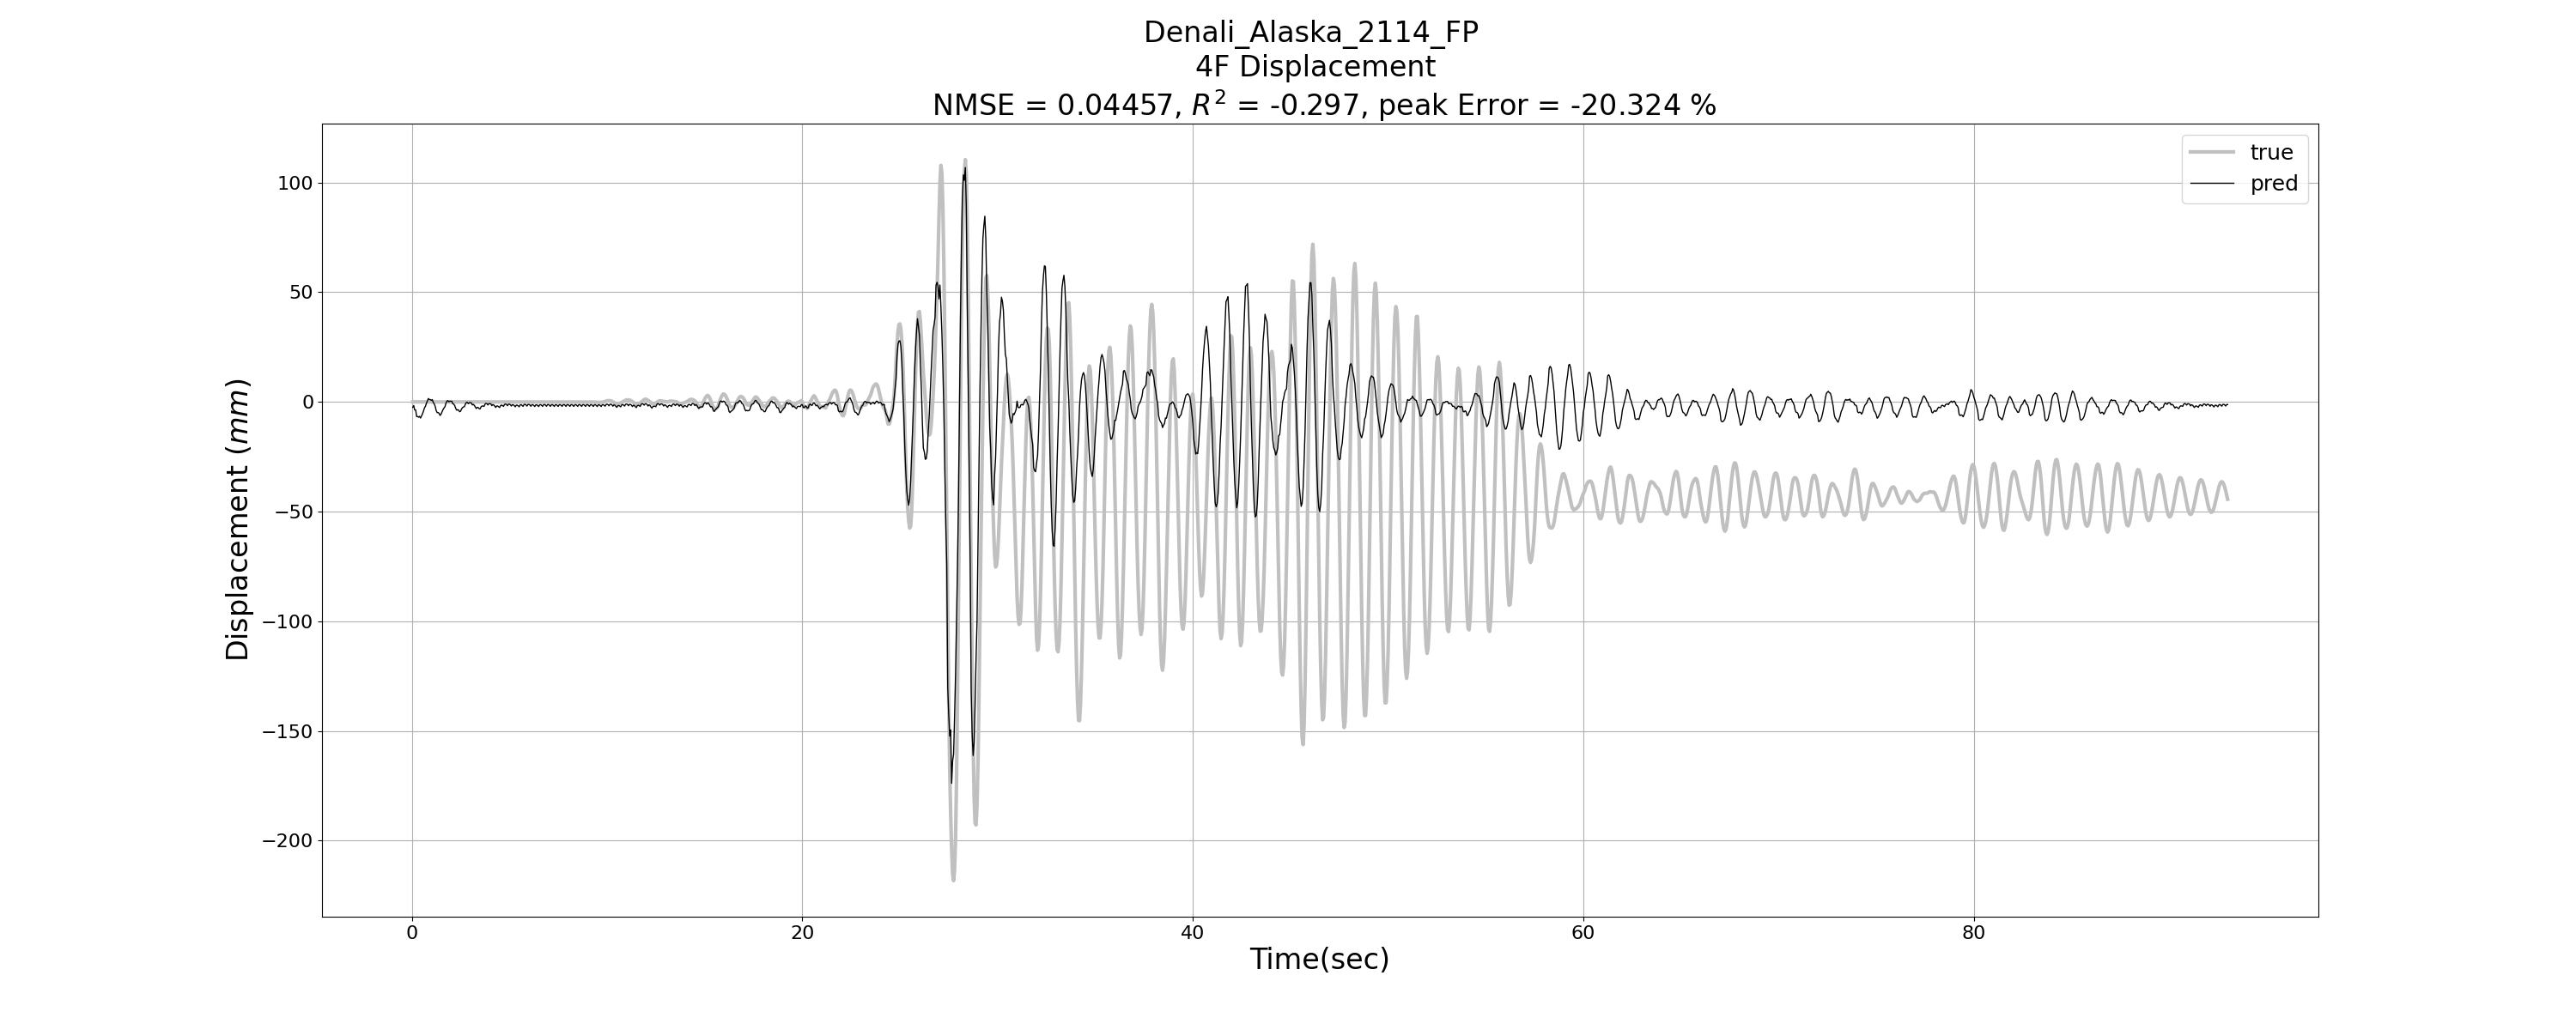 Denali_Alaska_2114_FP
4F Displacement
NMSE = 0.04457, R² = -0.297, peak Error = -20.324 %
true
pred
100
50
0
−50
−100
−150
−200
Displacement (mm)
0 20 40 60 80
Time(sec)